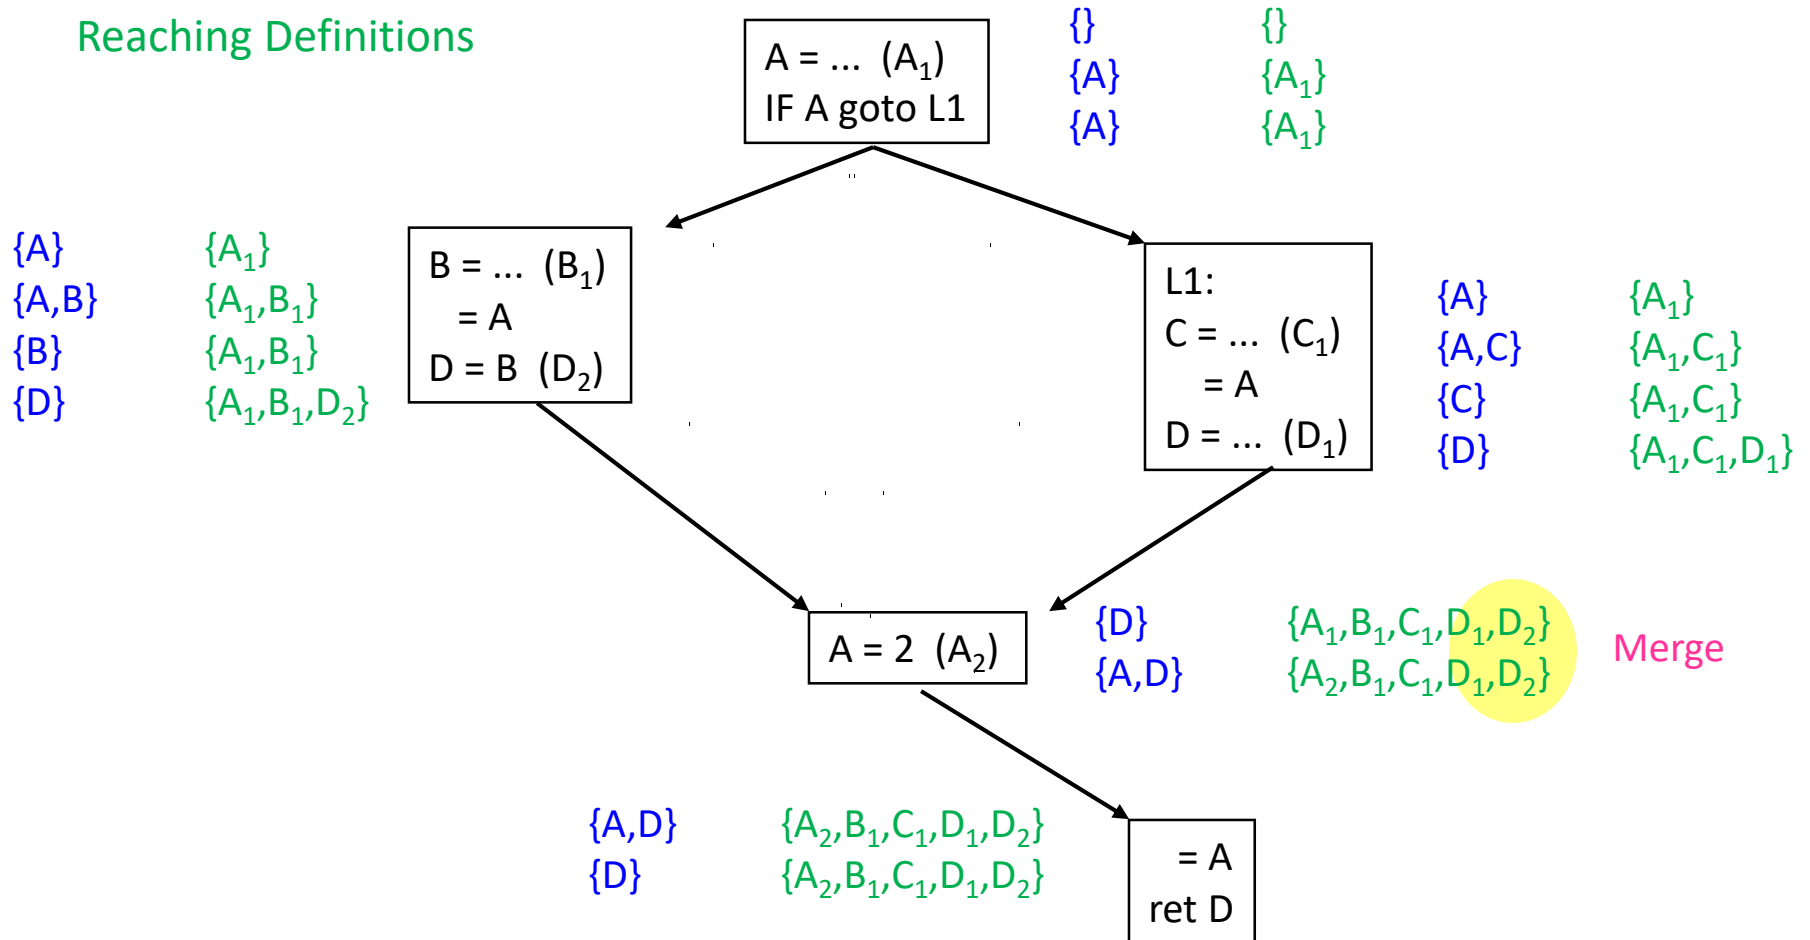 Reaching Definitions
A = ... (A₁)
IF A goto L1
{} {}
{A} {A₁}
{A} {A₁}
{A} {A₁}
{A,B} {A₁,B₁}
{B} {A₁,B₁}
{D} {A₁,B₁,D₂}
B = ... (B₁)
= A
D = B (D₂)
L1:
C = ... (C₁)
= A
D = ... (D₁)
{A} {A₁}
{A,C} {A₁,C₁}
{C} {A₁,C₁}
{D} {A₁,C₁,D₁}
A = 2 (A₂)
{D} {A₁,B₁,C₁,D₁,D₂}
{A,D} {A₂,B₁,C₁,D₁,D₂}
Merge
{A,D} {A₂,B₁,C₁,D₁,D₂}
{D} {A₂,B₁,C₁,D₁,D₂}
= A
ret D